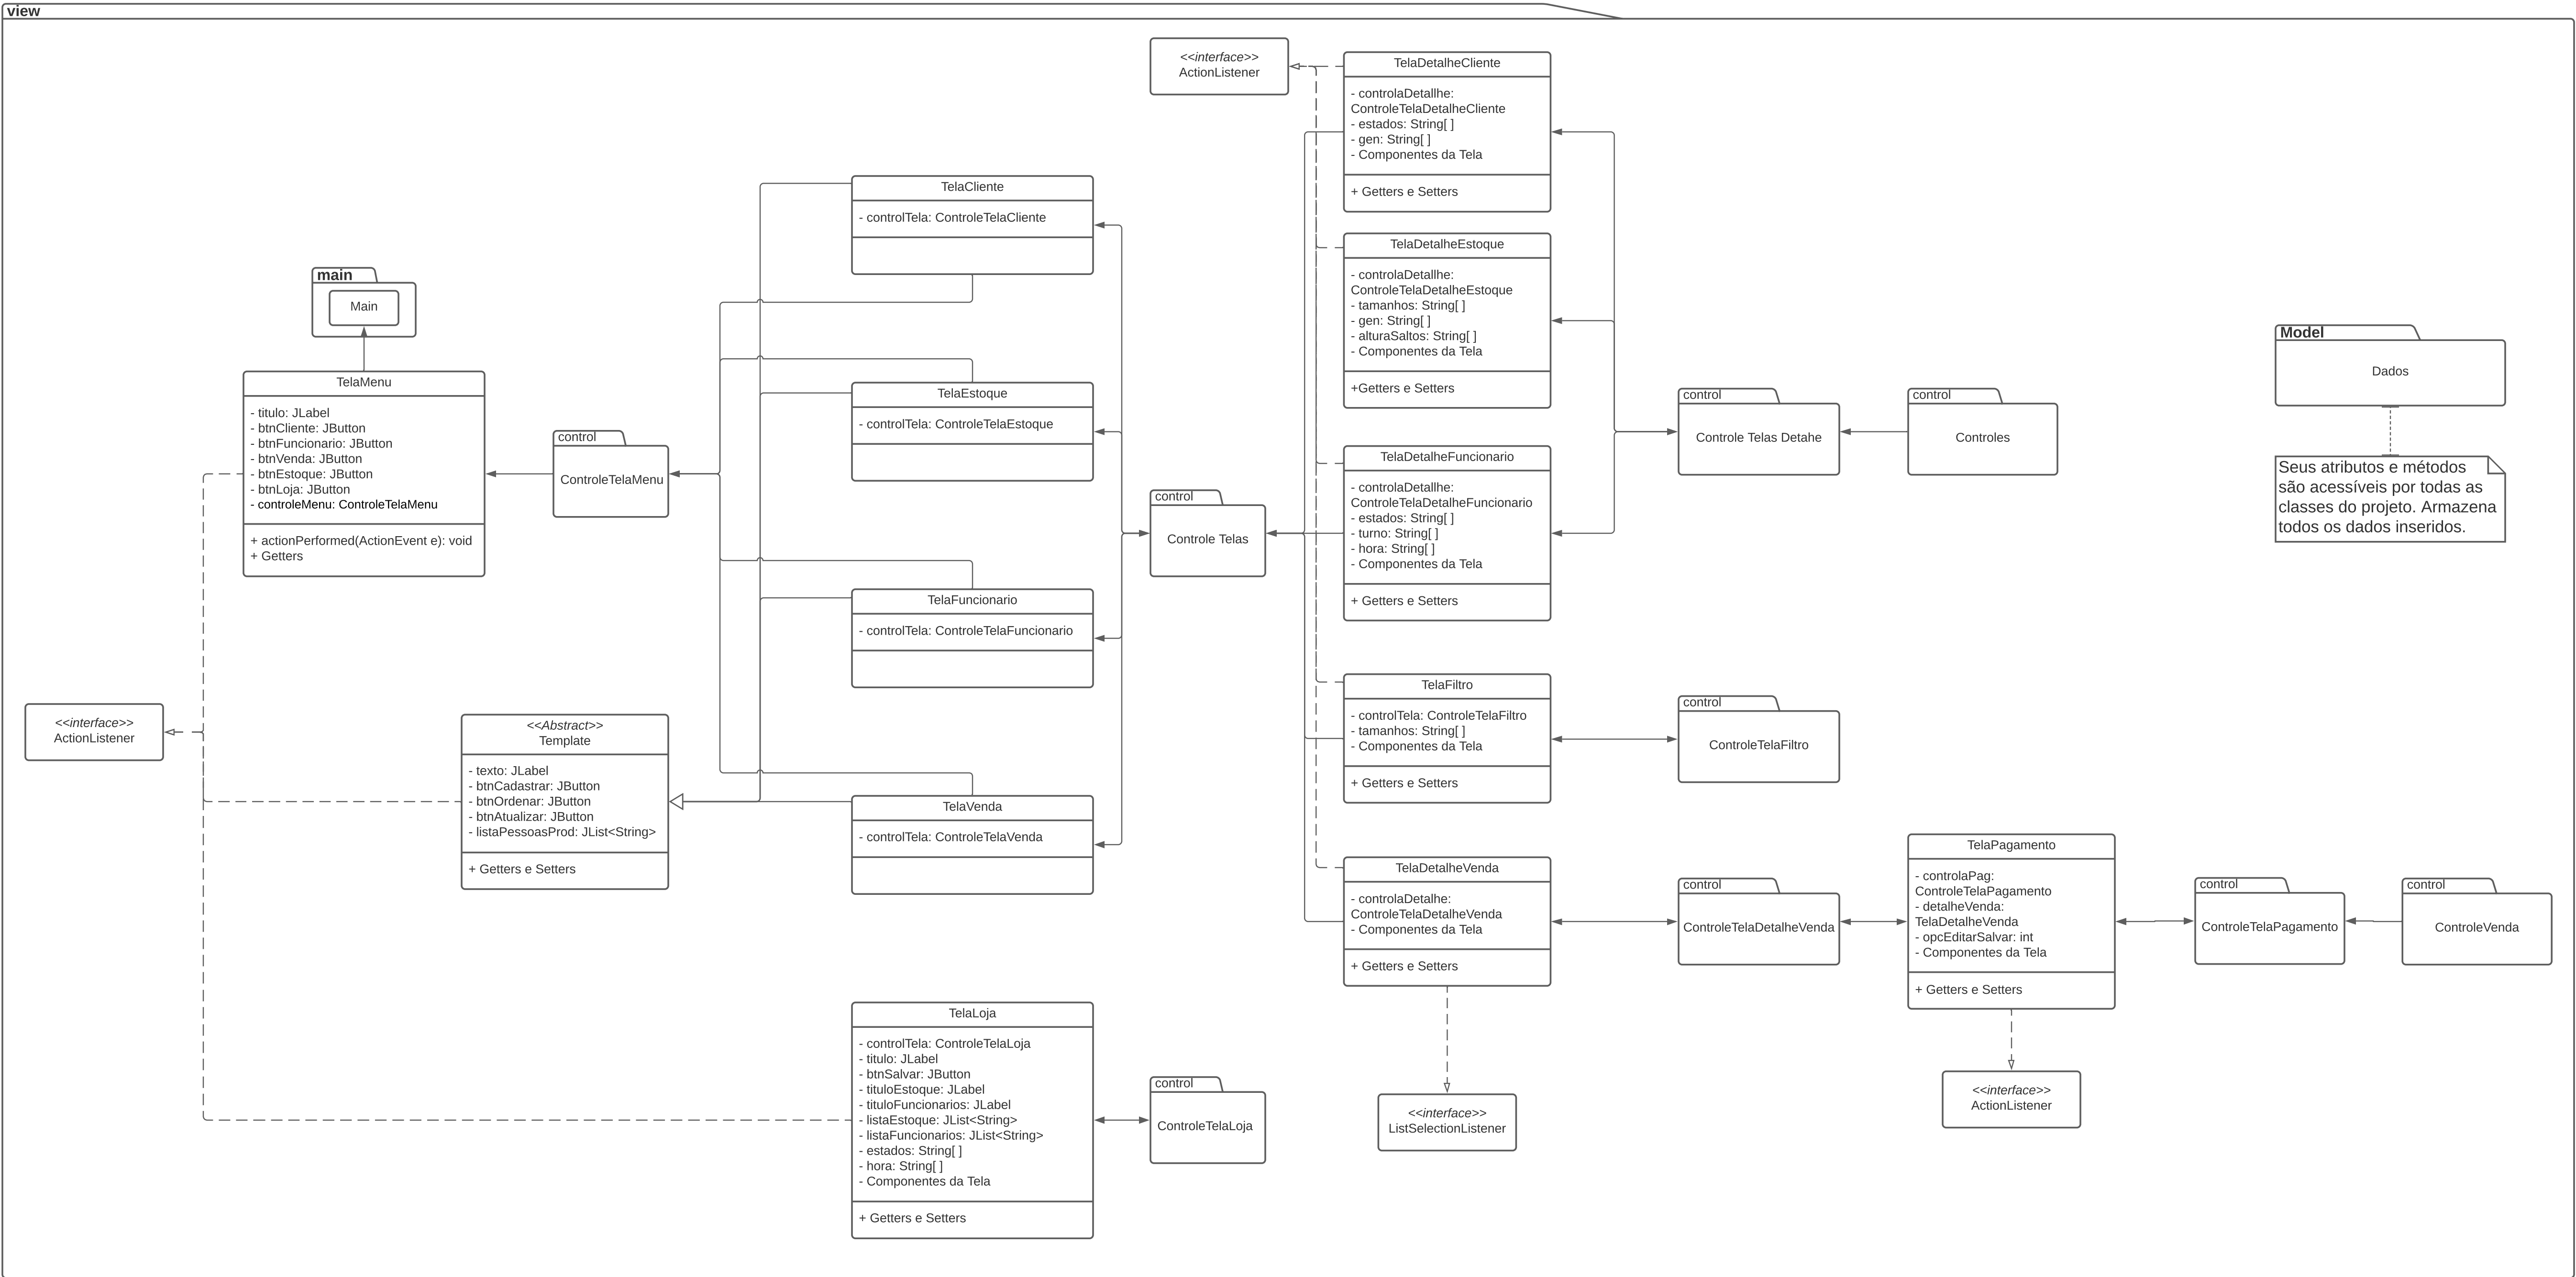 view
<<interface>>
ActionListener
TelaDetalheCliente
- controlaDetallhe:
ControleTelaDetalheCliente
- estados: String[ ]
- gen: String[ ]
- Componentes da Tela
+ Getters e Setters
TelaCliente
- controlTela: ControleTelaCliente
TelaDetalheEstoque
- controlaDetallhe:
ControleTelaDetalheEstoque
- tamanhos: String[ ]
- gen: String[ ]
- alturaSaltos: String[ ]
- Componentes da Tela
+Getters e Setters
main
Main
TelaMenu
- titulo: JLabel
- btnCliente: JButton
- btnFuncionario: JButton
- btnVenda: JButton
- btnEstoque: JButton
- btnLoja: JButton
- controleMenu: ControleTelaMenu
+ actionPerformed(ActionEvent e): void
+ Getters
control
ControleTelaMenu
TelaEstoque
- controlTela: ControleTelaEstoque
control
Controle Telas
TelaDetalheFuncionario
- controlaDetallhe:
ControleTelaDetalheFuncionario
- estados: String[ ]
- turno: String[ ]
- hora: String[ ]
- Componentes da Tela
+ Getters e Setters
control
Controle Telas Detahe
control
Controles
Model
Dados
Seus atributos e métodos
são acessíveis por todas as
classes do projeto. Armazena
todos os dados inseridos.
TelaFuncionario
- controlTela: ControleTelaFuncionario
<<interface>>
ActionListener
<<Abstract>>
Template
- texto: JLabel
- btnCadastrar: JButton
- btnOrdenar: JButton
- btnAtualizar: JButton
- listaPessoasProd: JList<String>
+ Getters e Setters
TelaVenda
- controlTela: ControleTelaVenda
TelaFiltro
- controlTela: ControleTelaFiltro
- tamanhos: String[ ]
- Componentes da Tela
+ Getters e Setters
control
ControleTelaFiltro
TelaDetalheVenda
- controlaDetalhe:
ControleTelaDetalheVenda
- Componentes da Tela
+ Getters e Setters
control
ControleTelaDetalheVenda
TelaPagamento
- controlaPag:
ControleTelaPagamento
- detalheVenda:
TelaDetalheVenda
- opcEditarSalvar: int
- Componentes da Tela
+ Getters e Setters
control
ControleTelaPagamento
control
ControleVenda
TelaLoja
- controlTela: ControleTelaLoja
- titulo: JLabel
- btnSalvar: JButton
- tituloEstoque: JLabel
- tituloFuncionarios: JLabel
- listaEstoque: JList<String>
- listaFuncionarios: JList<String>
- estados: String[ ]
- hora: String[ ]
- Componentes da Tela
+ Getters e Setters
control
ControleTelaLoja
<<interface>>
ListSelectionListener
<<interface>>
ActionListener